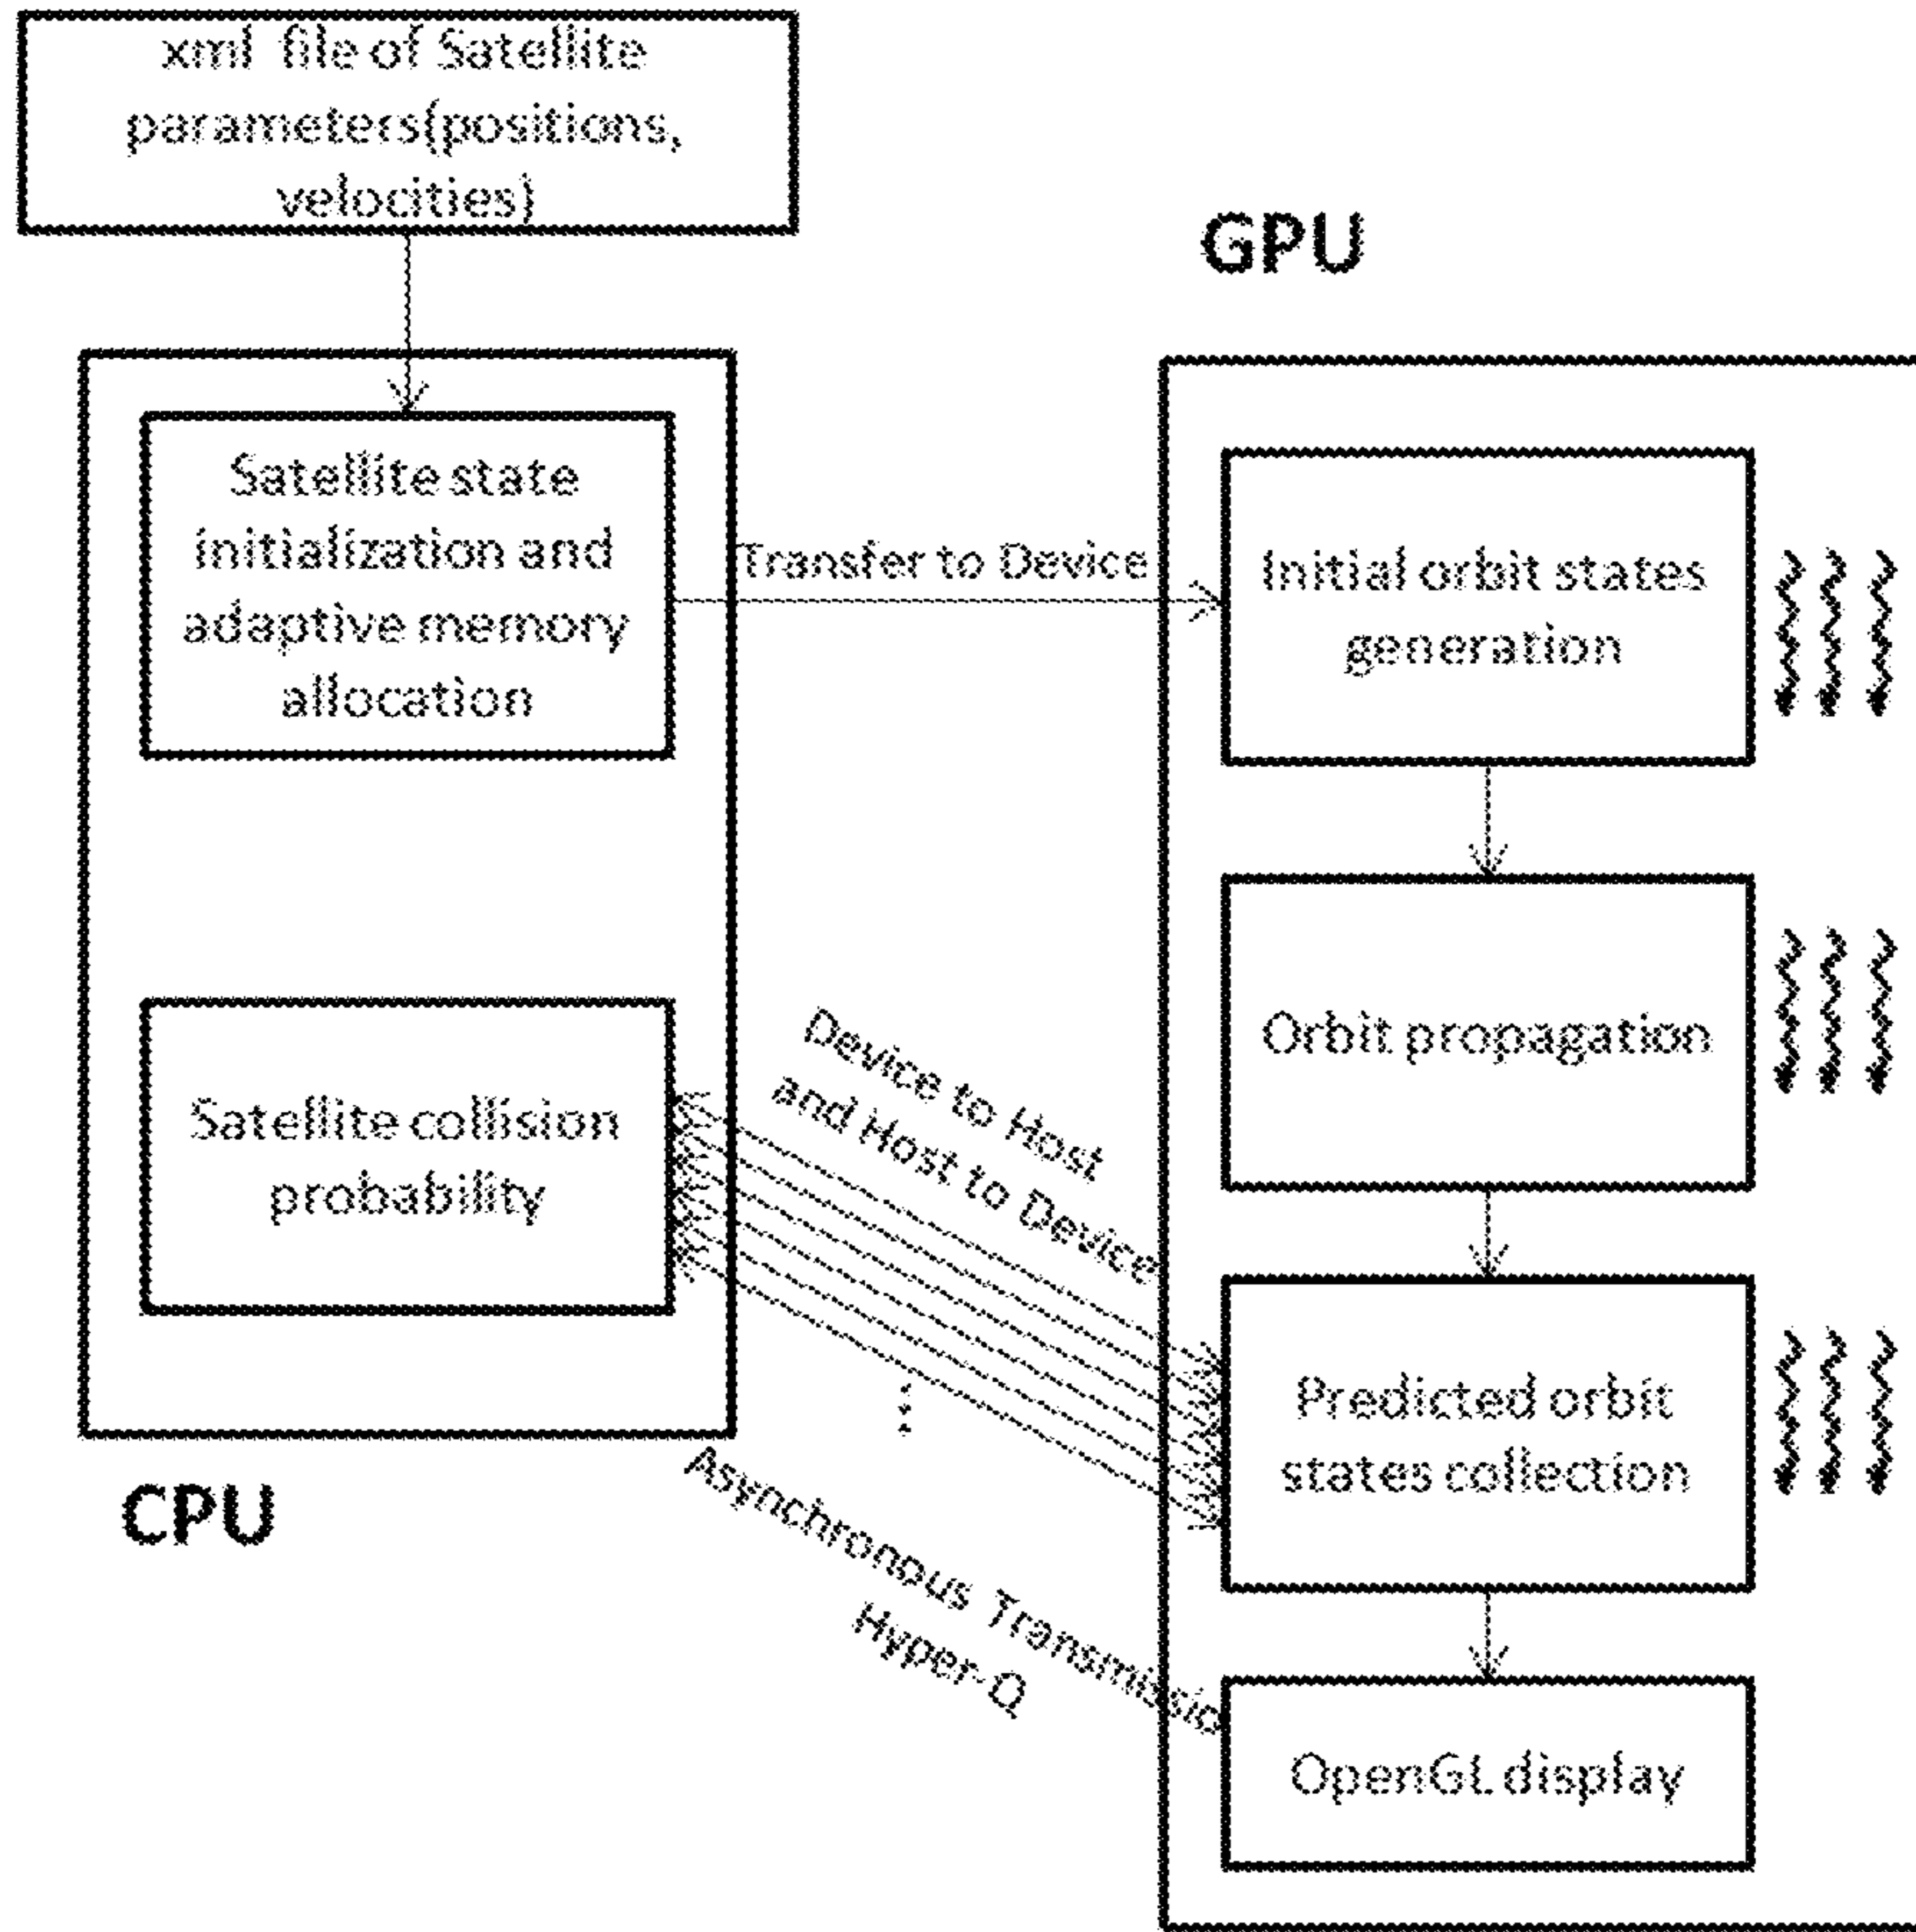 xml file of Satellite
parameters(positions,
velocities)
GPU
Satellite state
initialization and
adaptive memory
allocation
Transfer to Device
Initial orbit states
generation
Orbit propagation
Device to Host
and Host to Device
Satellite collision
probability
Predicted orbit
states collection
CPU
Asynchronous Transmissio
Hyper-Q
OpenGL display